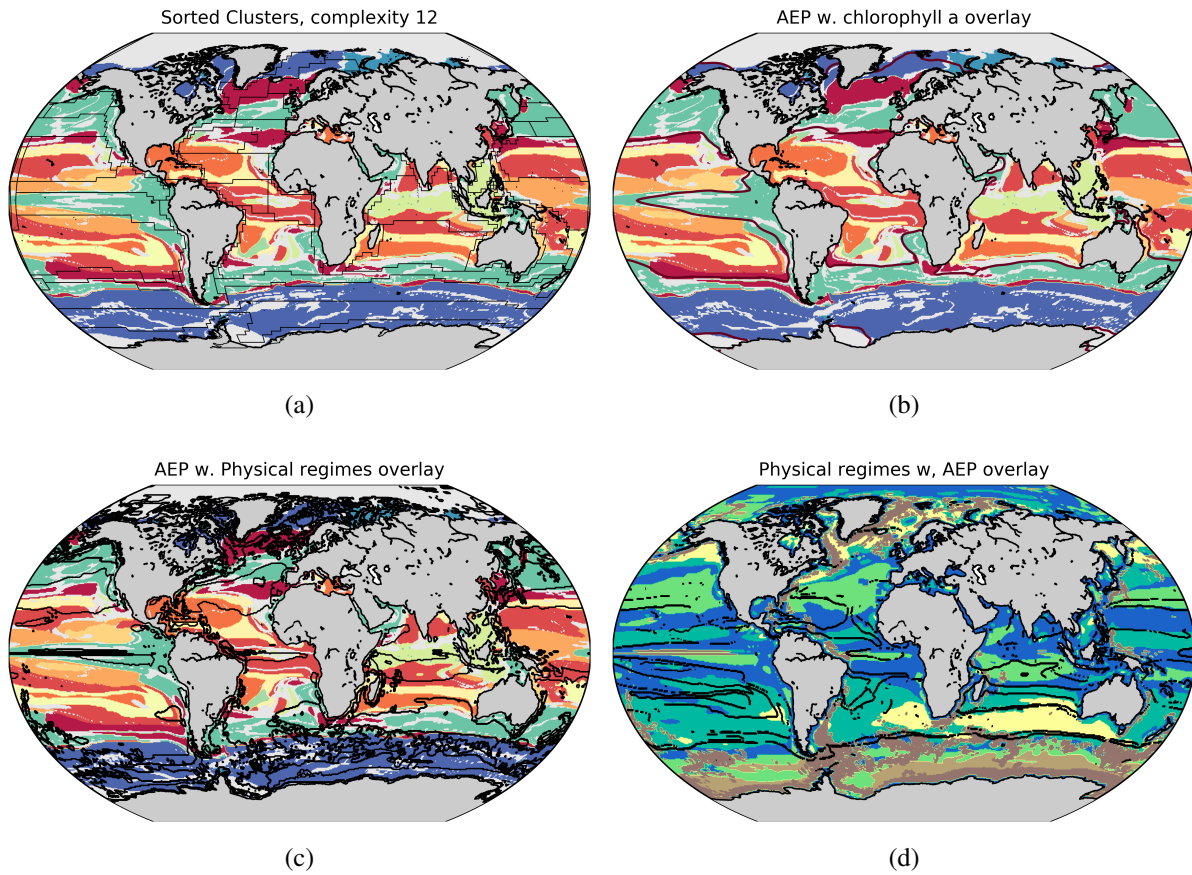 Sorted Clusters, complexity 12
AEP w. chlorophyll a overlay
(a)
(b)
AEP w. Physical regimes overlay
Physical regimes w, AEP overlay
(c)
(d)